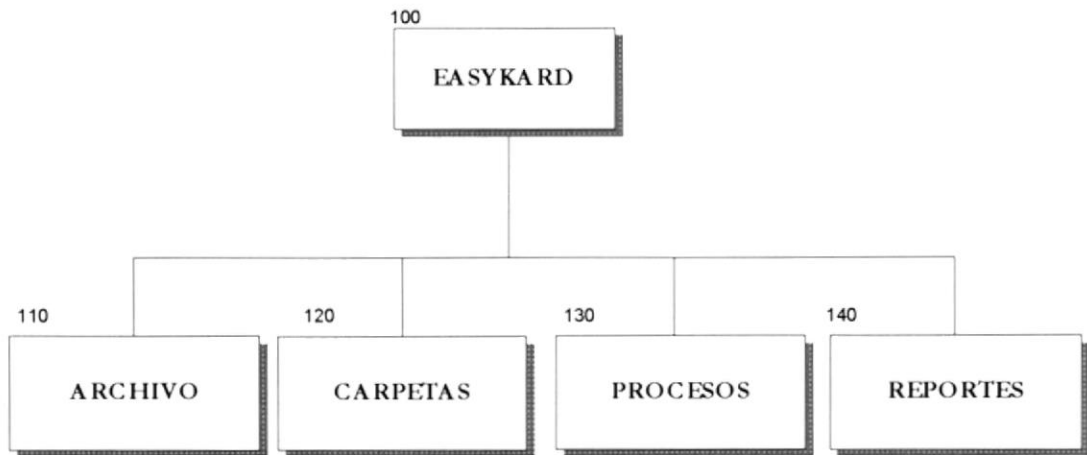 100
EASYKARD
110
120
130
140
ARCHIVO
CARPETAS
PROCESOS
REPORTES